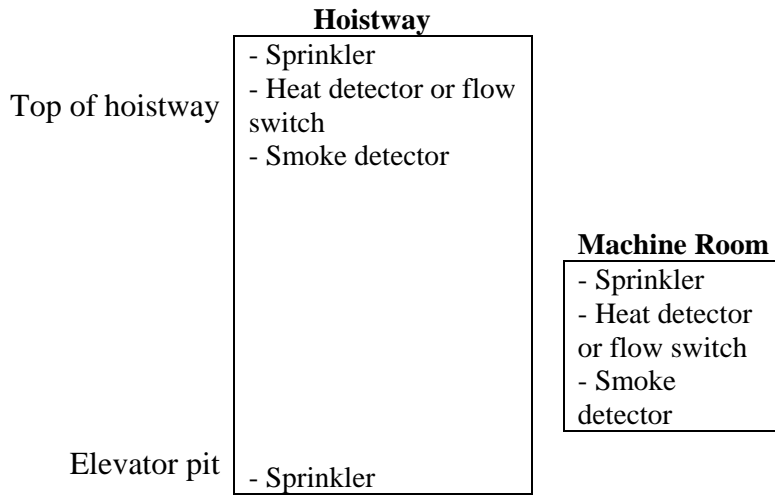 Hoistway
- Sprinkler
- Heat detector or flow
switch
- Smoke detector
Top of hoistway
Machine Room
- Sprinkler
- Heat detector
or flow switch
- Smoke
detector
Elevator pit
- Sprinkler